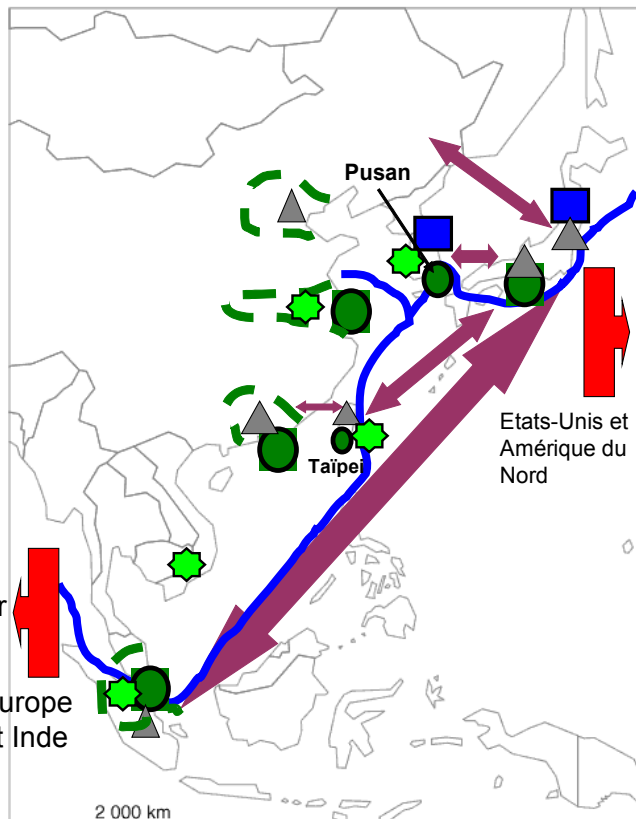 Pusan
Etats-Unis et
Amérique du
Nord
Taïpei
r
urope
t Inde
2 000 km